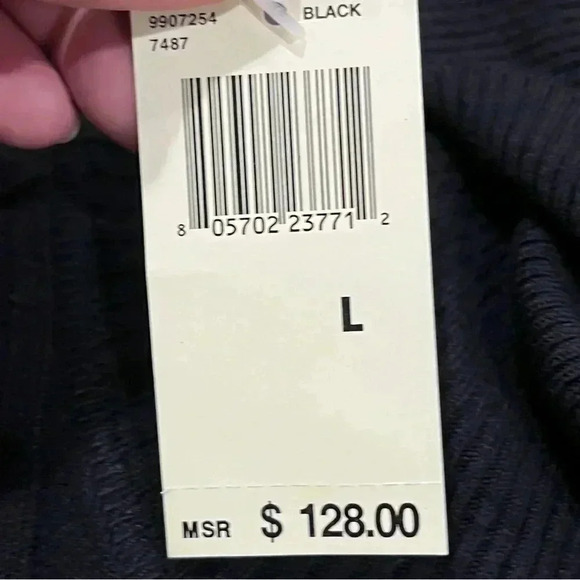 9907254 BLACK
7487
8 05702 23771 2
L
MSR $ 128.00